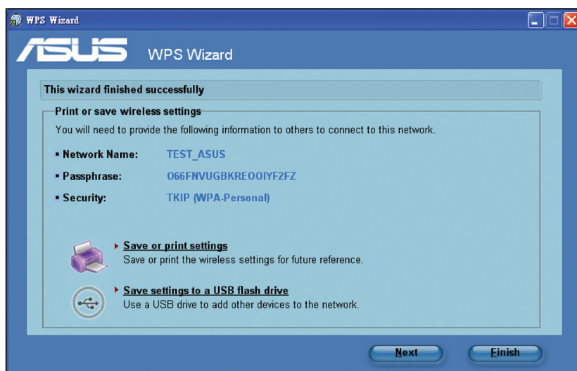 WPS Wizard
ASUS WPS Wizard
This wizard finished successfully
Print or save wireless settings
You will need to provide the following information to others to connect to this network.
▪ Network Name: TEST_ASUS
▪ Passphrase: O66FNVUGBKREOOIYF2FZ
▪ Security: TKIP (WPA-Personal)
Save or print settings
Save or print the wireless settings for future reference.
Save settings to a USB flash drive
Use a USB drive to add other devices to the network.
Next Finish